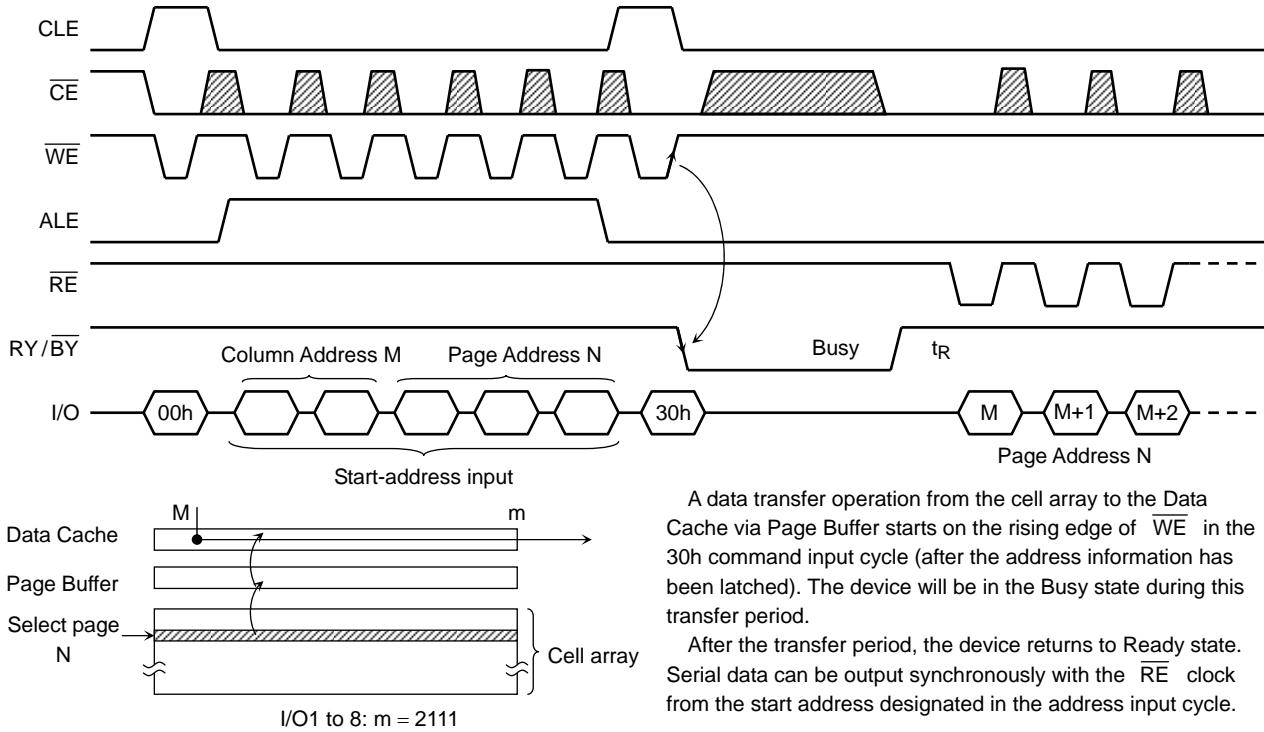 CLE
CE
WE
ALE
RE
RY/BY
Busy
tR
Column Address M
Page Address N
I/O
00h
30h
M
M+1
M+2
Start-address input
Page Address N
M
m
Data Cache
Page Buffer
Select page
N
Cell array
I/O1 to 8: m = 2111
A data transfer operation from the cell array to the Data
Cache via Page Buffer starts on the rising edge of WE in the
30h command input cycle (after the address information has
been latched). The device will be in the Busy state during this
transfer period.
After the transfer period, the device returns to Ready state.
Serial data can be output synchronously with the RE clock
from the start address designated in the address input cycle.